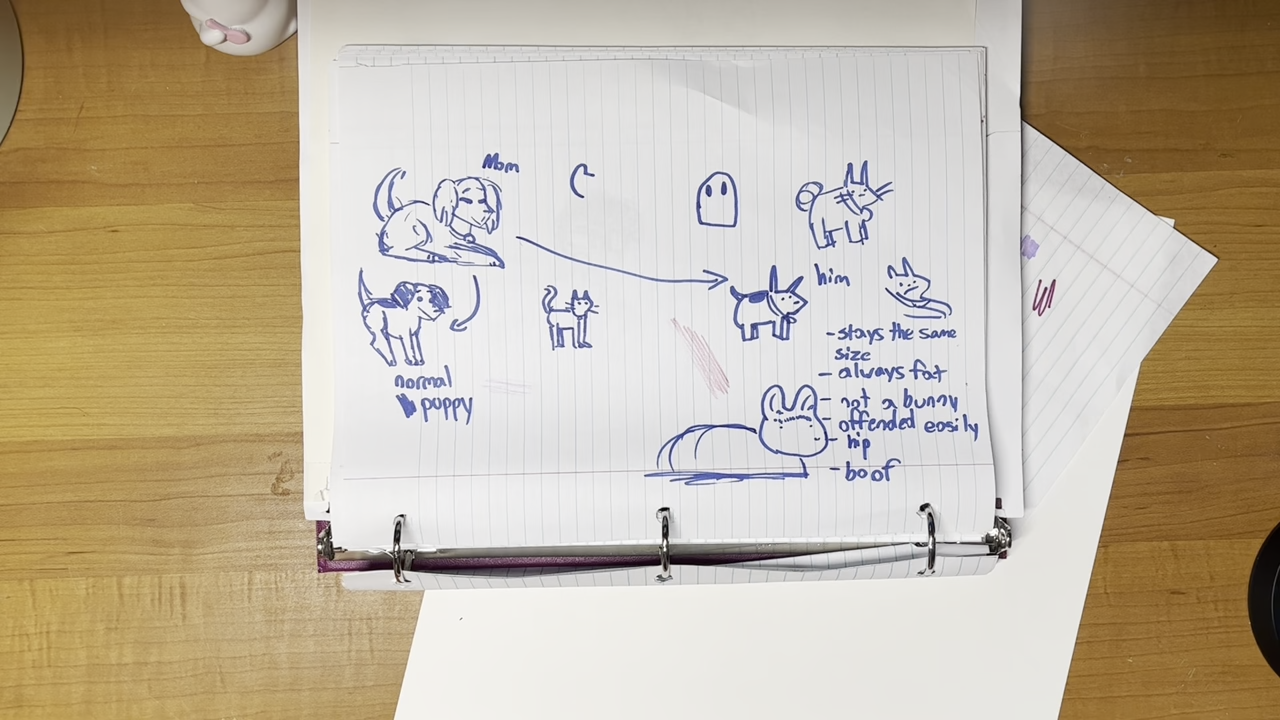 Mom
him
- stays the same
size
- always fat
- not a bunny
- offended easily
- hip
- boof
normal
puppy